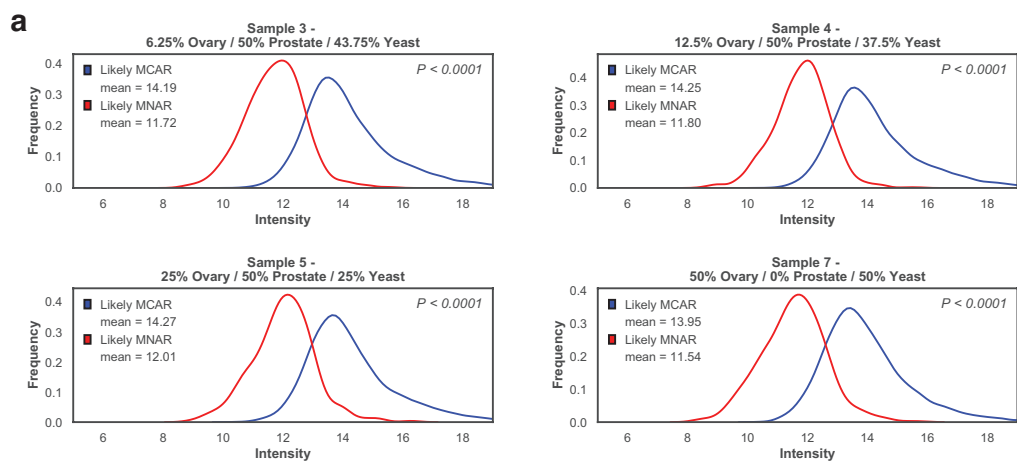 a
Sample 3 -
6.25% Ovary / 50% Prostate / 43.75% Yeast
Frequency
0.4
0.3
0.2
0.1
0.0
Likely MCAR
mean = 14.19
Likely MNAR
mean = 11.72
P < 0.0001
6 8 10 12 14 16 18
Intensity
Sample 4 -
12.5% Ovary / 50% Prostate / 37.5% Yeast
Frequency
0.4
0.3
0.2
0.1
0.0
Likely MCAR
mean = 14.25
Likely MNAR
mean = 11.80
P < 0.0001
6 8 10 12 14 16 18
Intensity
Sample 5 -
25% Ovary / 50% Prostate / 25% Yeast
Frequency
0.4
0.3
0.2
0.1
0.0
Likely MCAR
mean = 14.27
Likely MNAR
mean = 12.01
P < 0.0001
6 8 10 12 14 16 18
Intensity
Sample 7 -
50% Ovary / 0% Prostate / 50% Yeast
Frequency
0.4
0.3
0.2
0.1
0.0
Likely MCAR
mean = 13.95
Likely MNAR
mean = 11.54
P < 0.0001
6 8 10 12 14 16 18
Intensity